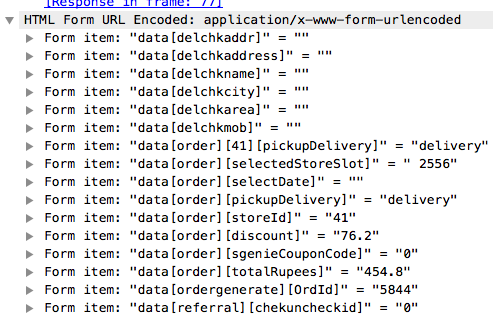 [Response in frame: 77]
HTML Form URL Encoded: application/x-www-form-urlencoded
Form item: "data[delchkaddr]" = ""
Form item: "data[delchkaddress]" = ""
Form item: "data[delchkname]" = ""
Form item: "data[delchkcity]" = ""
Form item: "data[delchkarea]" = ""
Form item: "data[delchkmob]" = ""
Form item: "data[order][41][pickupDelivery]" = "delivery"
Form item: "data[order][selectedStoreSlot]" = " 2556"
Form item: "data[order][selectDate]" = ""
Form item: "data[order][pickupDelivery]" = "delivery"
Form item: "data[order][storeId]" = "41"
Form item: "data[order][discount]" = "76.2"
Form item: "data[order][sgenieCouponCode]" = "0"
Form item: "data[order][totalRupees]" = "454.8"
Form item: "data[ordergenerate][OrdId]" = "5844"
Form item: "data[referral][chekuncheckid]" = "0"